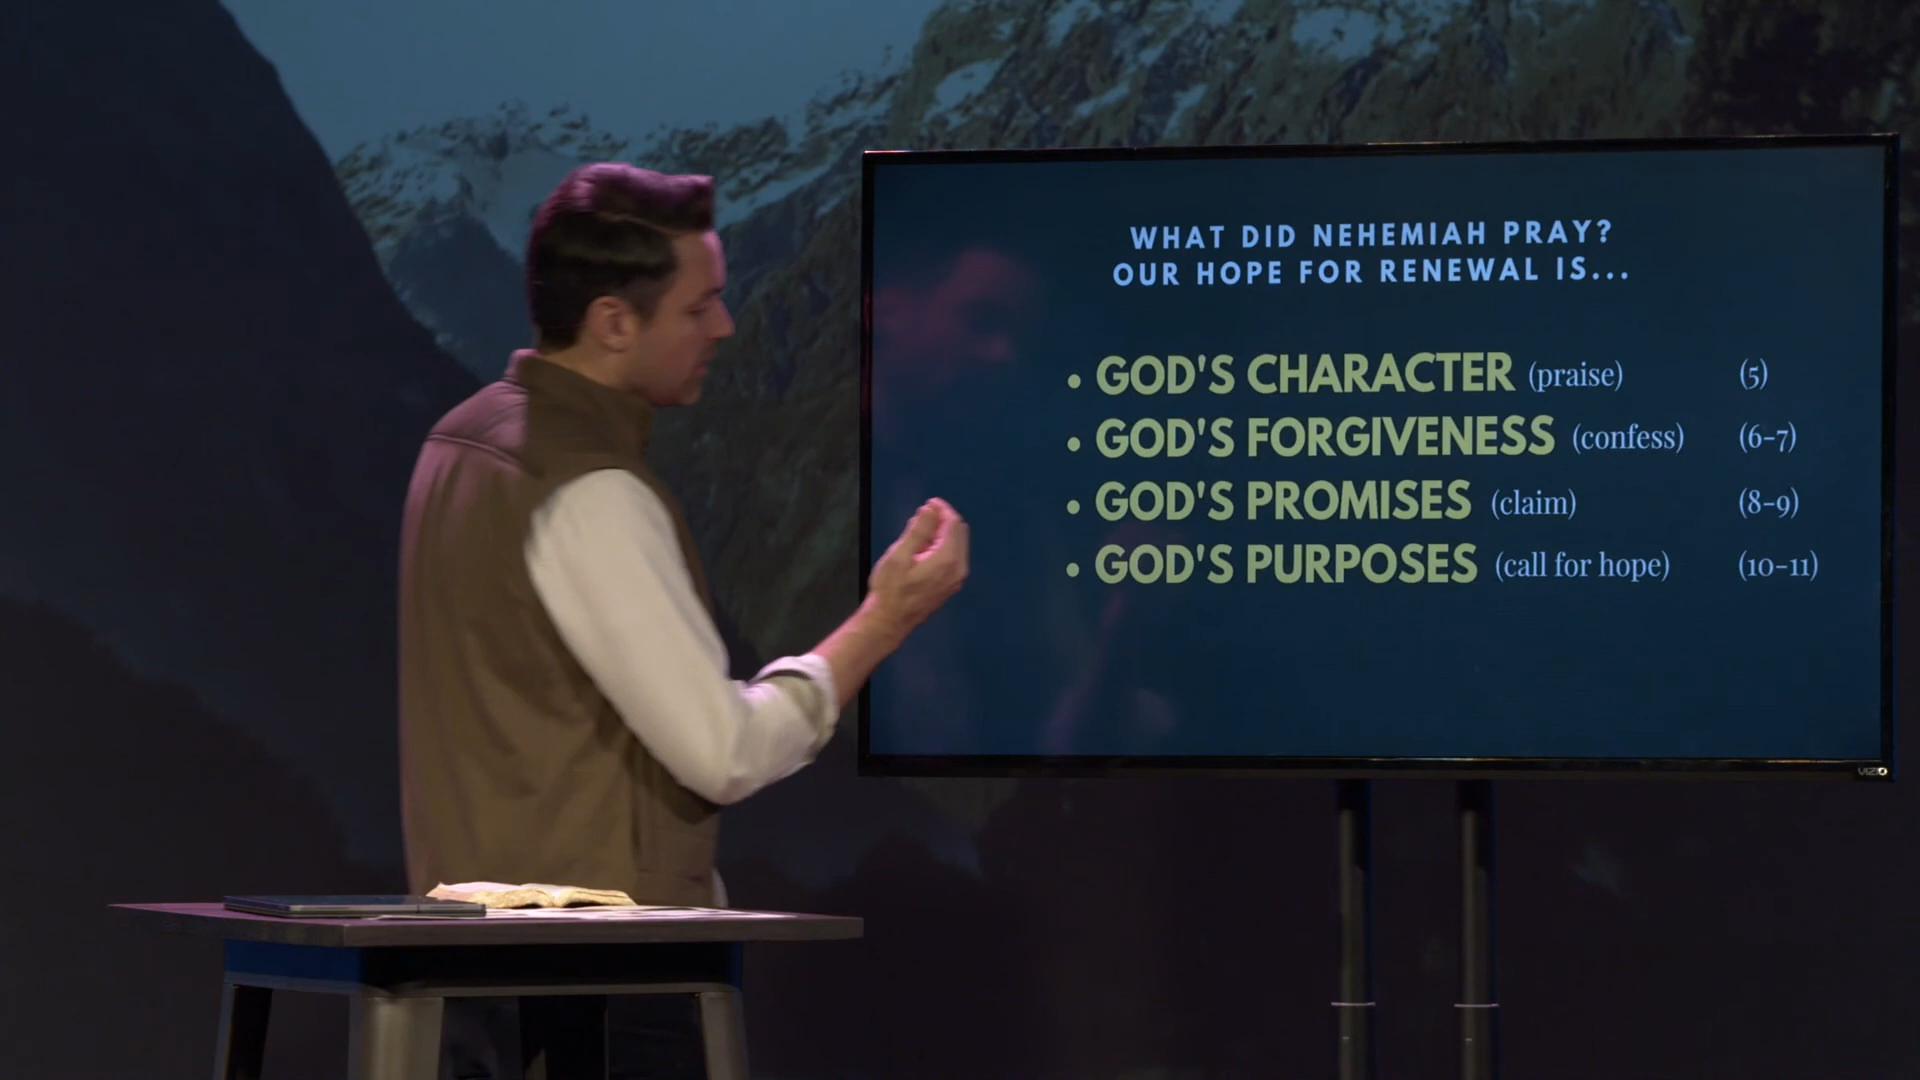 WHAT DID NEHEMIAH PRAY?
OUR HOPE FOR RENEWAL IS...
• GOD'S CHARACTER (praise) (5)
• GOD'S FORGIVENESS (confess) (6-7)
• GOD'S PROMISES (claim) (8-9)
• GOD'S PURPOSES (call for hope) (10-11)
VIZIO